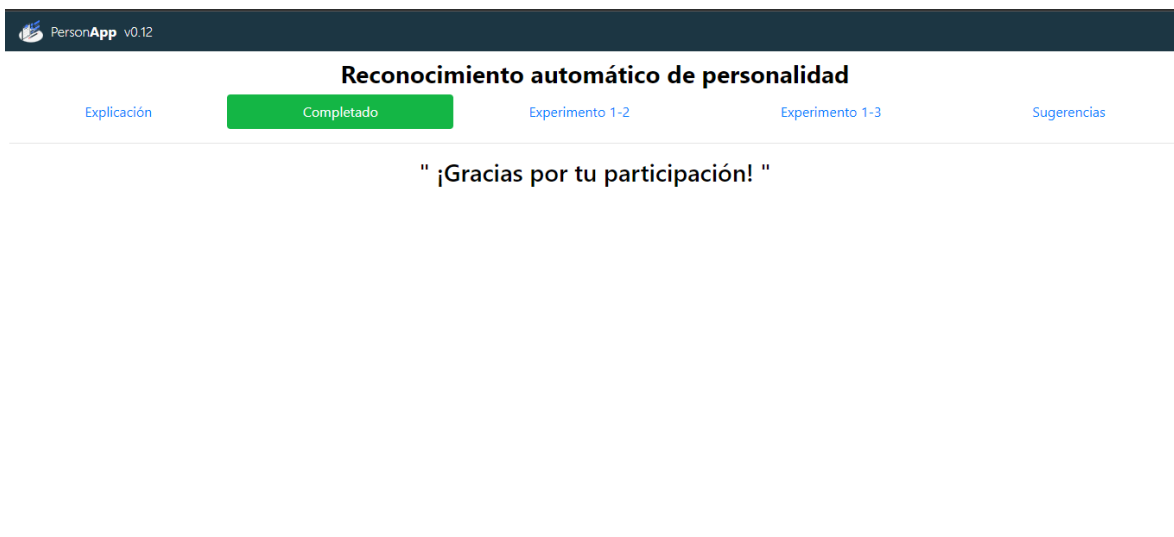 PersonApp v0.12
Reconocimiento automático de personalidad
Explicación Completado Experimento 1-2 Experimento 1-3 Sugerencias
" ¡Gracias por tu participación! "